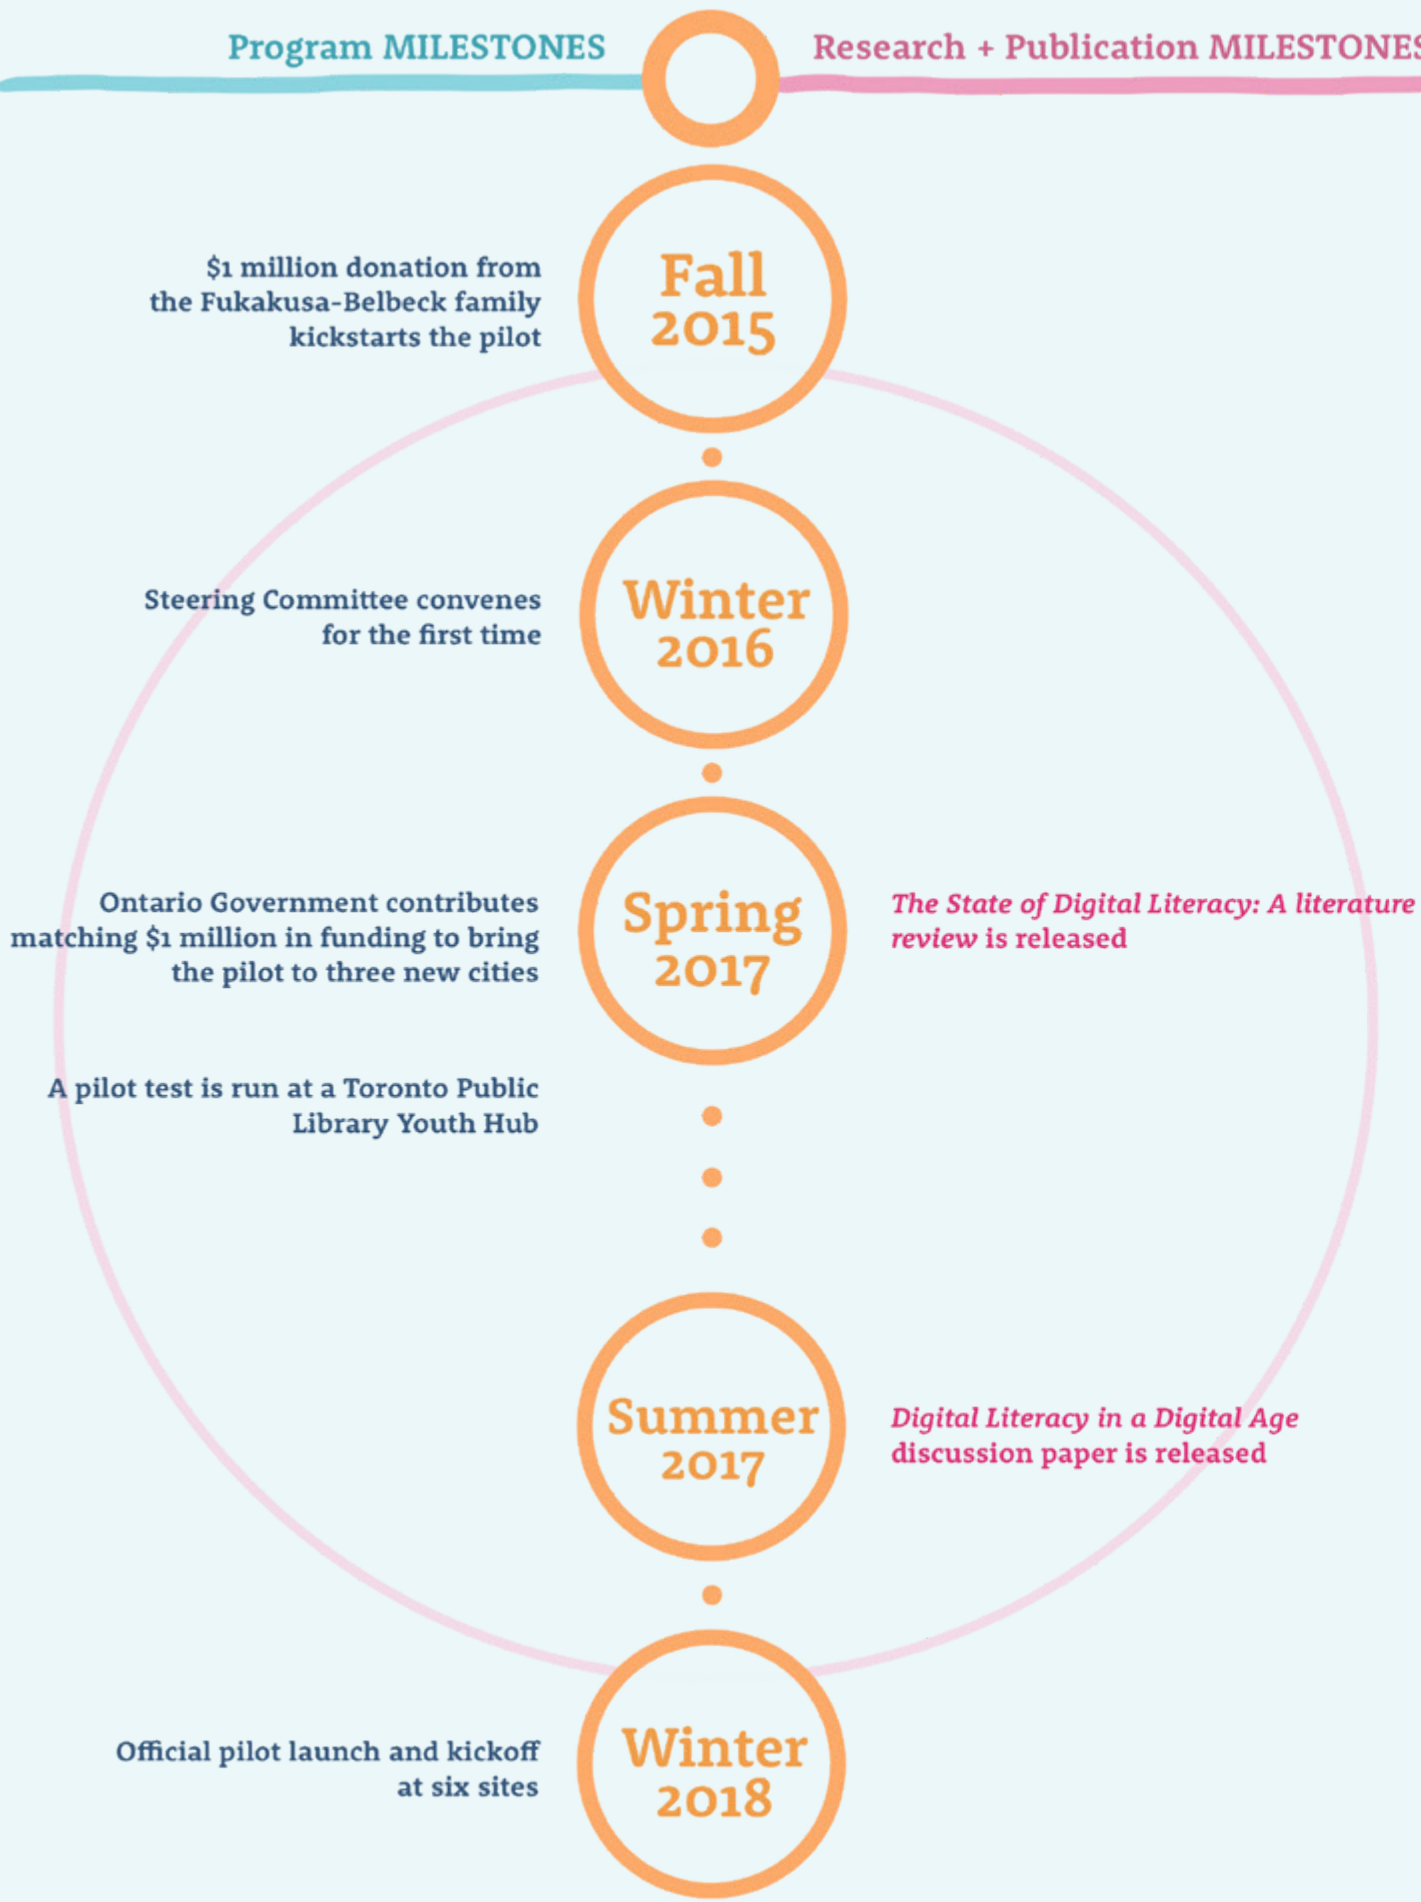 Program MILESTONES
Research + Publication MILESTONES
$1 million donation from
the Fukakusa-Belbeck family
kickstarts the pilot
Fall
2015
Steering Committee convenes
for the first time
Winter
2016
Ontario Government contributes
matching $1 million in funding to bring
the pilot to three new cities
A pilot test is run at a Toronto Public
Library Youth Hub
Spring
2017
The State of Digital Literacy: A literature
review is released
Summer
2017
Digital Literacy in a Digital Age
discussion paper is released
Official pilot launch and kickoff
at six sites
Winter
2018